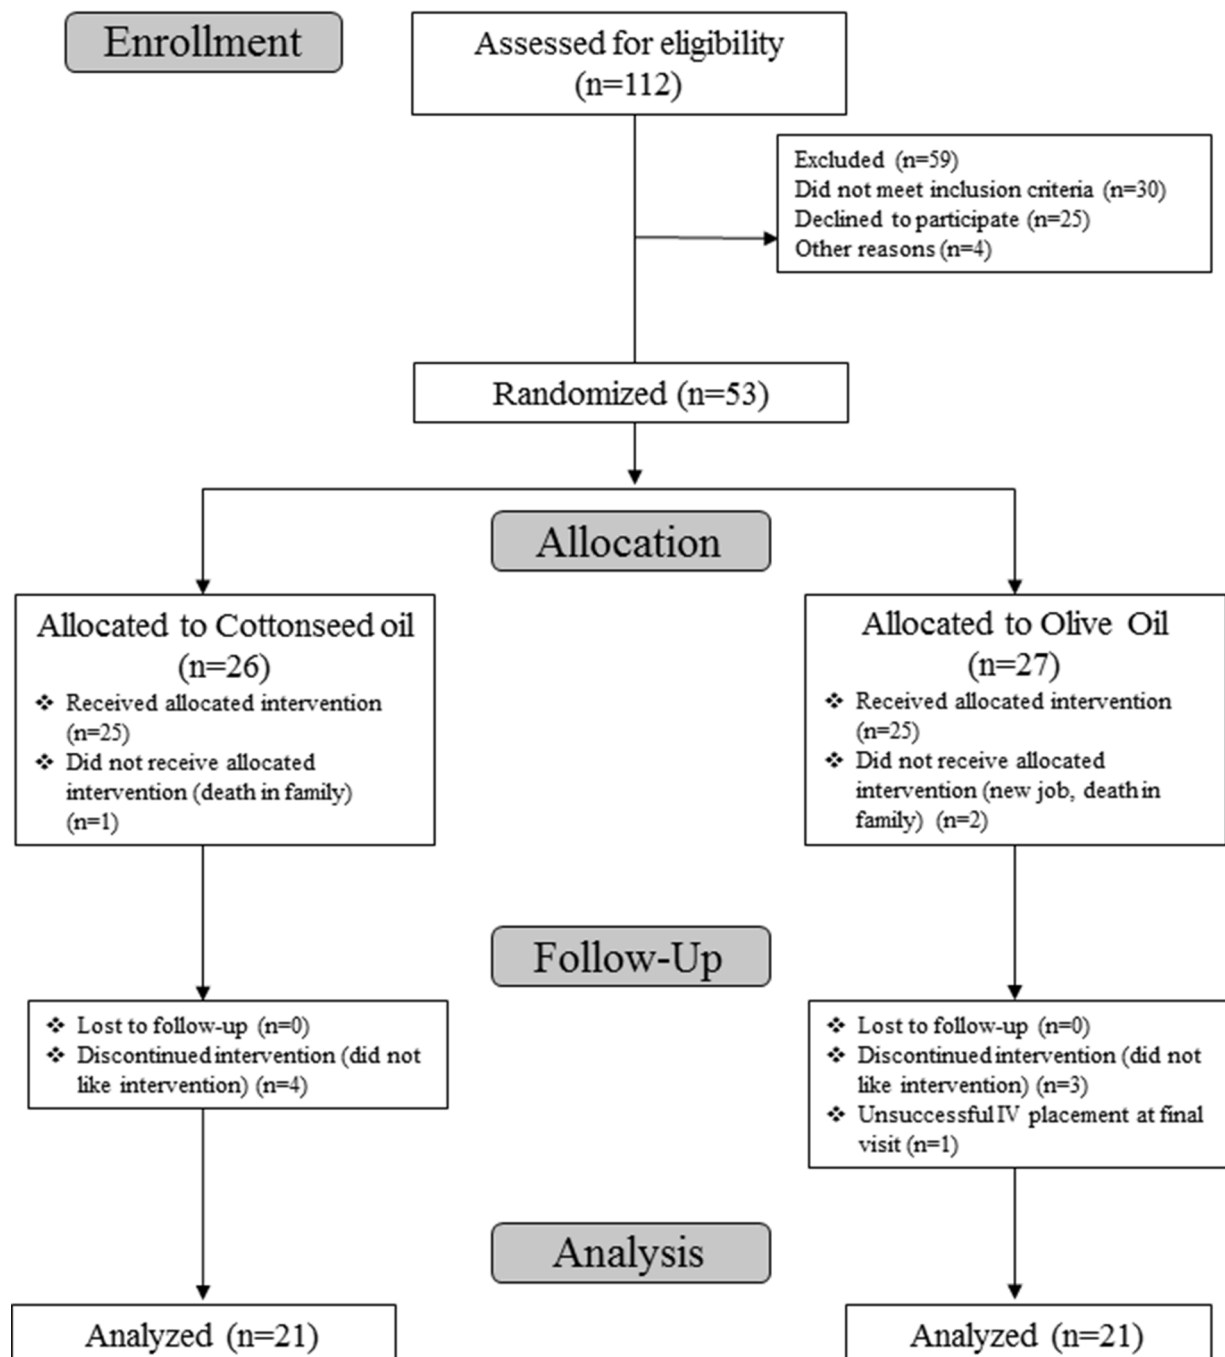 Enrollment
Assessed for eligibility
(n=112)
Excluded (n=59)
Did not meet inclusion criteria (n=30)
Declined to participate (n=25)
Other reasons (n=4)
Randomized (n=53)
Allocation
Allocated to Cottonseed oil
(n=26)
❖ Received allocated intervention
(n=25)
❖ Did not receive allocated
intervention (death in family)
(n=1)
Allocated to Olive Oil
(n=27)
❖ Received allocated intervention
(n=25)
❖ Did not receive allocated
intervention (new job, death in
family) (n=2)
Follow-Up
❖ Lost to follow-up (n=0)
❖ Discontinued intervention (did not
like intervention) (n=4)
❖ Lost to follow-up (n=0)
❖ Discontinued intervention (did not
like intervention) (n=3)
❖ Unsuccessful IV placement at final
visit (n=1)
Analysis
Analyzed (n=21)
Analyzed (n=21)